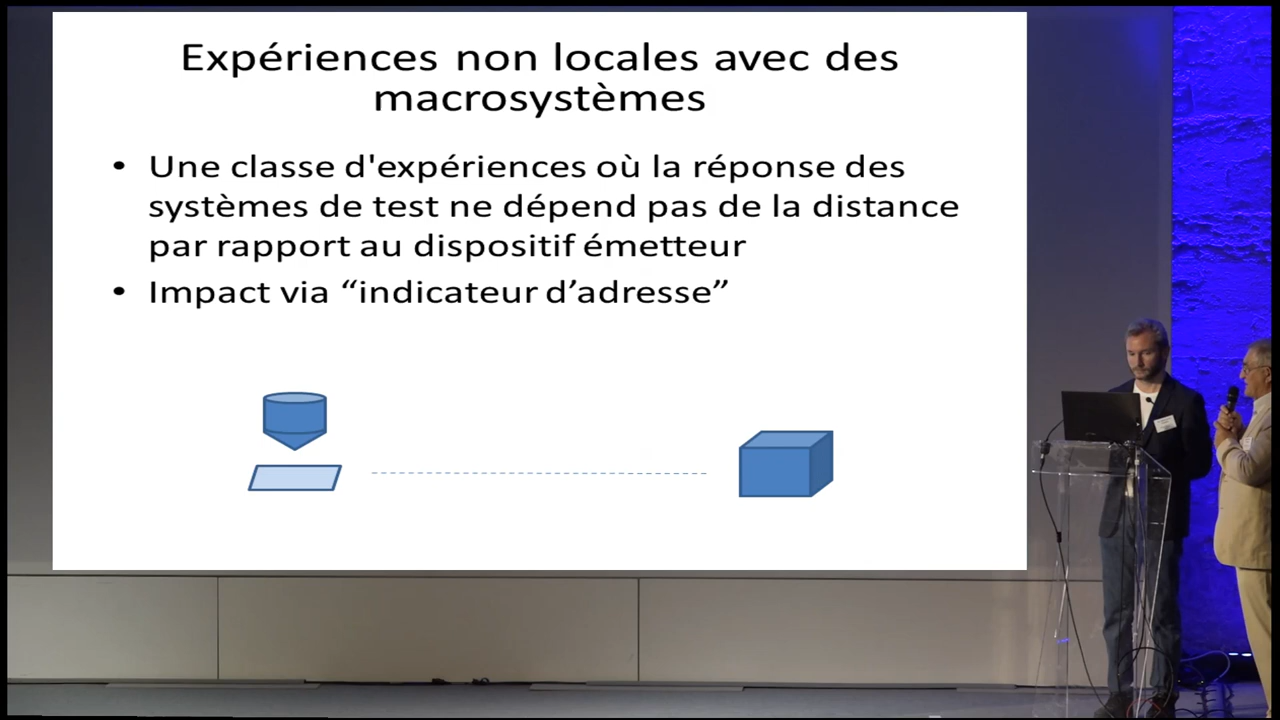 Expériences non locales avec des
macrosystèmes
• Une classe d'expériences où la réponse des
systèmes de test ne dépend pas de la distance
par rapport au dispositif émetteur
• Impact via “indicateur d’adresse”